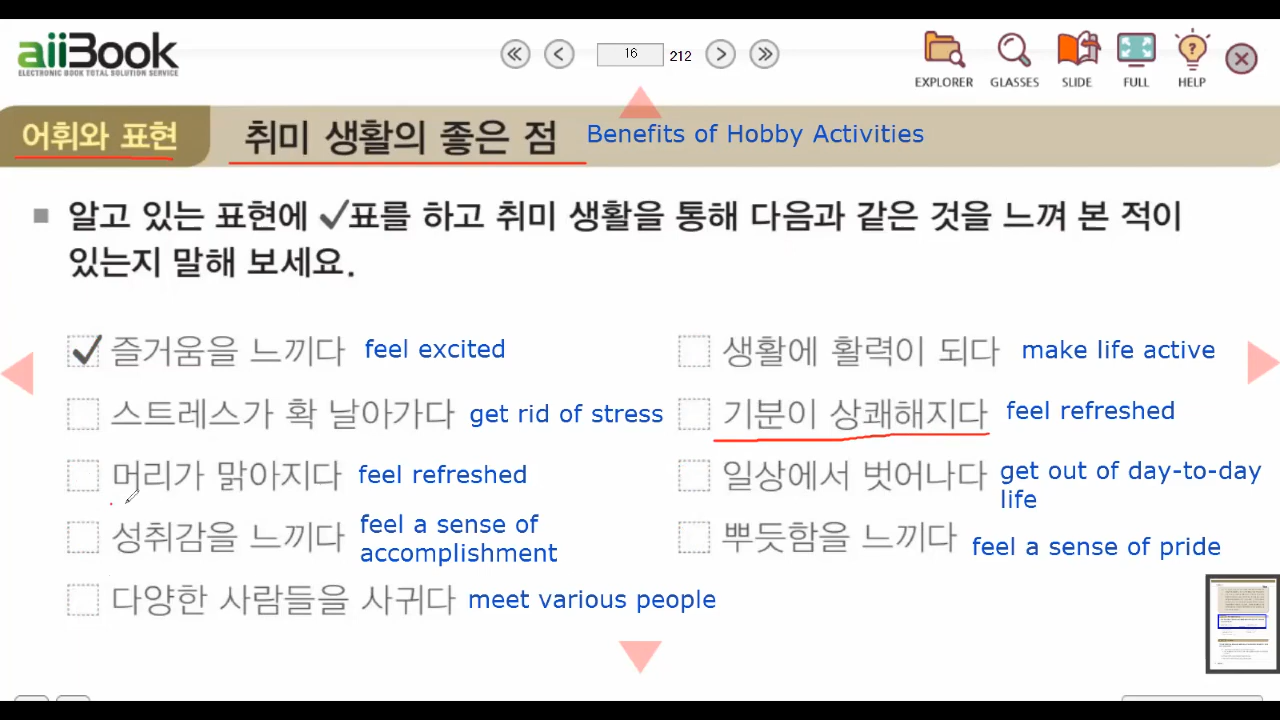 aiiBook
ELECTRONIC BOOK TOTAL SOLUTION SERVICE
16 212
EXPLORER GLASSES SLIDE FULL HELP
어휘와 표현 취미 생활의 좋은 점 Benefits of Hobby Activities
■ 알고 있는 표현에 ✓표를 하고 취미 생활을 통해 다음과 같은 것을 느껴 본 적이
있는지 말해 보세요.
즐거움을 느끼다 feel excited
생활에 활력이 되다 make life active
스트레스가 확 날아가다 get rid of stress
기분이 상쾌해지다 feel refreshed
머리가 맑아지다 feel refreshed
일상에서 벗어나다 get out of day-to-day
life
성취감을 느끼다 feel a sense of
accomplishment
뿌듯함을 느끼다 feel a sense of pride
다양한 사람들을 사귀다 meet various people